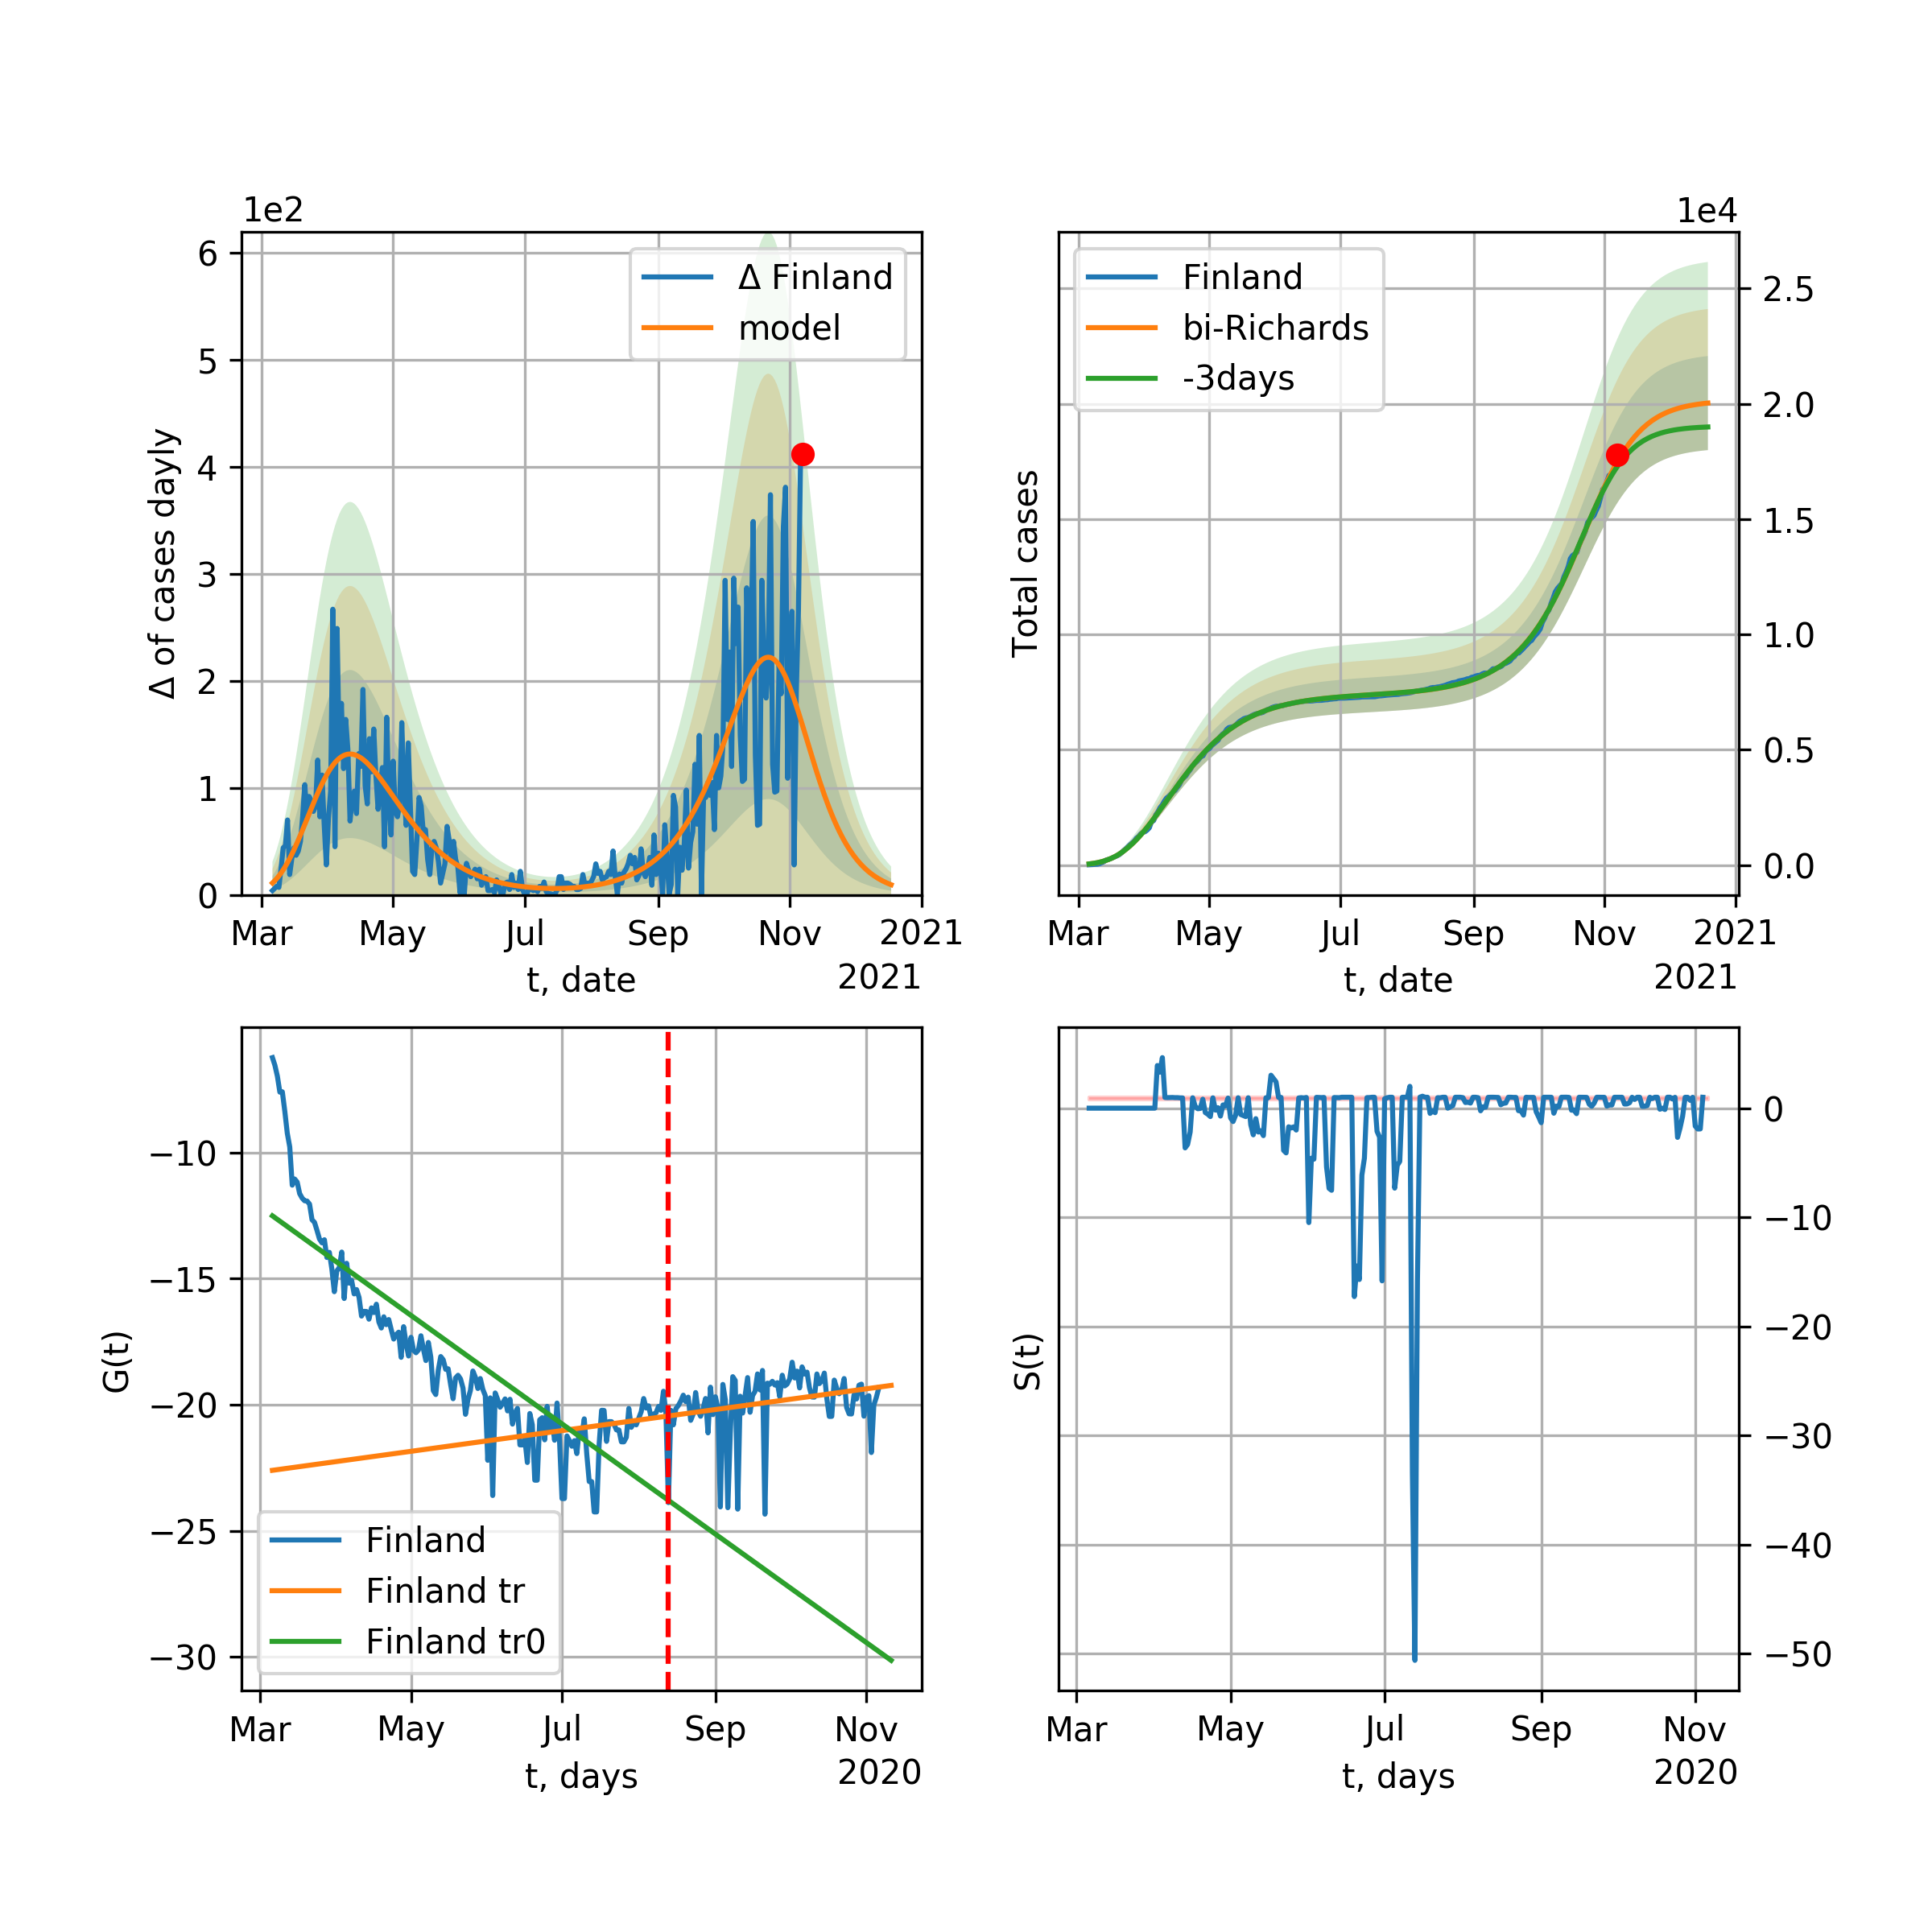 1e2
6
5
4
3
2
1
0
Δ of cases dayly
Δ Finland
model
Mar May Jul Sep Nov 2021
t, date
2021
1e4
Finland
bi-Richards
-3days
Total cases
2.5
2.0
1.5
1.0
0.5
0.0
Mar May Jul Sep Nov 2021
t, date
2021
G(t)
−10
−15
−20
−25
−30
Finland
Finland tr
Finland tr0
Mar May Jul Sep Nov
t, days
2020
S(t)
0
−10
−20
−30
−40
−50
Mar May Jul Sep Nov
t, days
2020